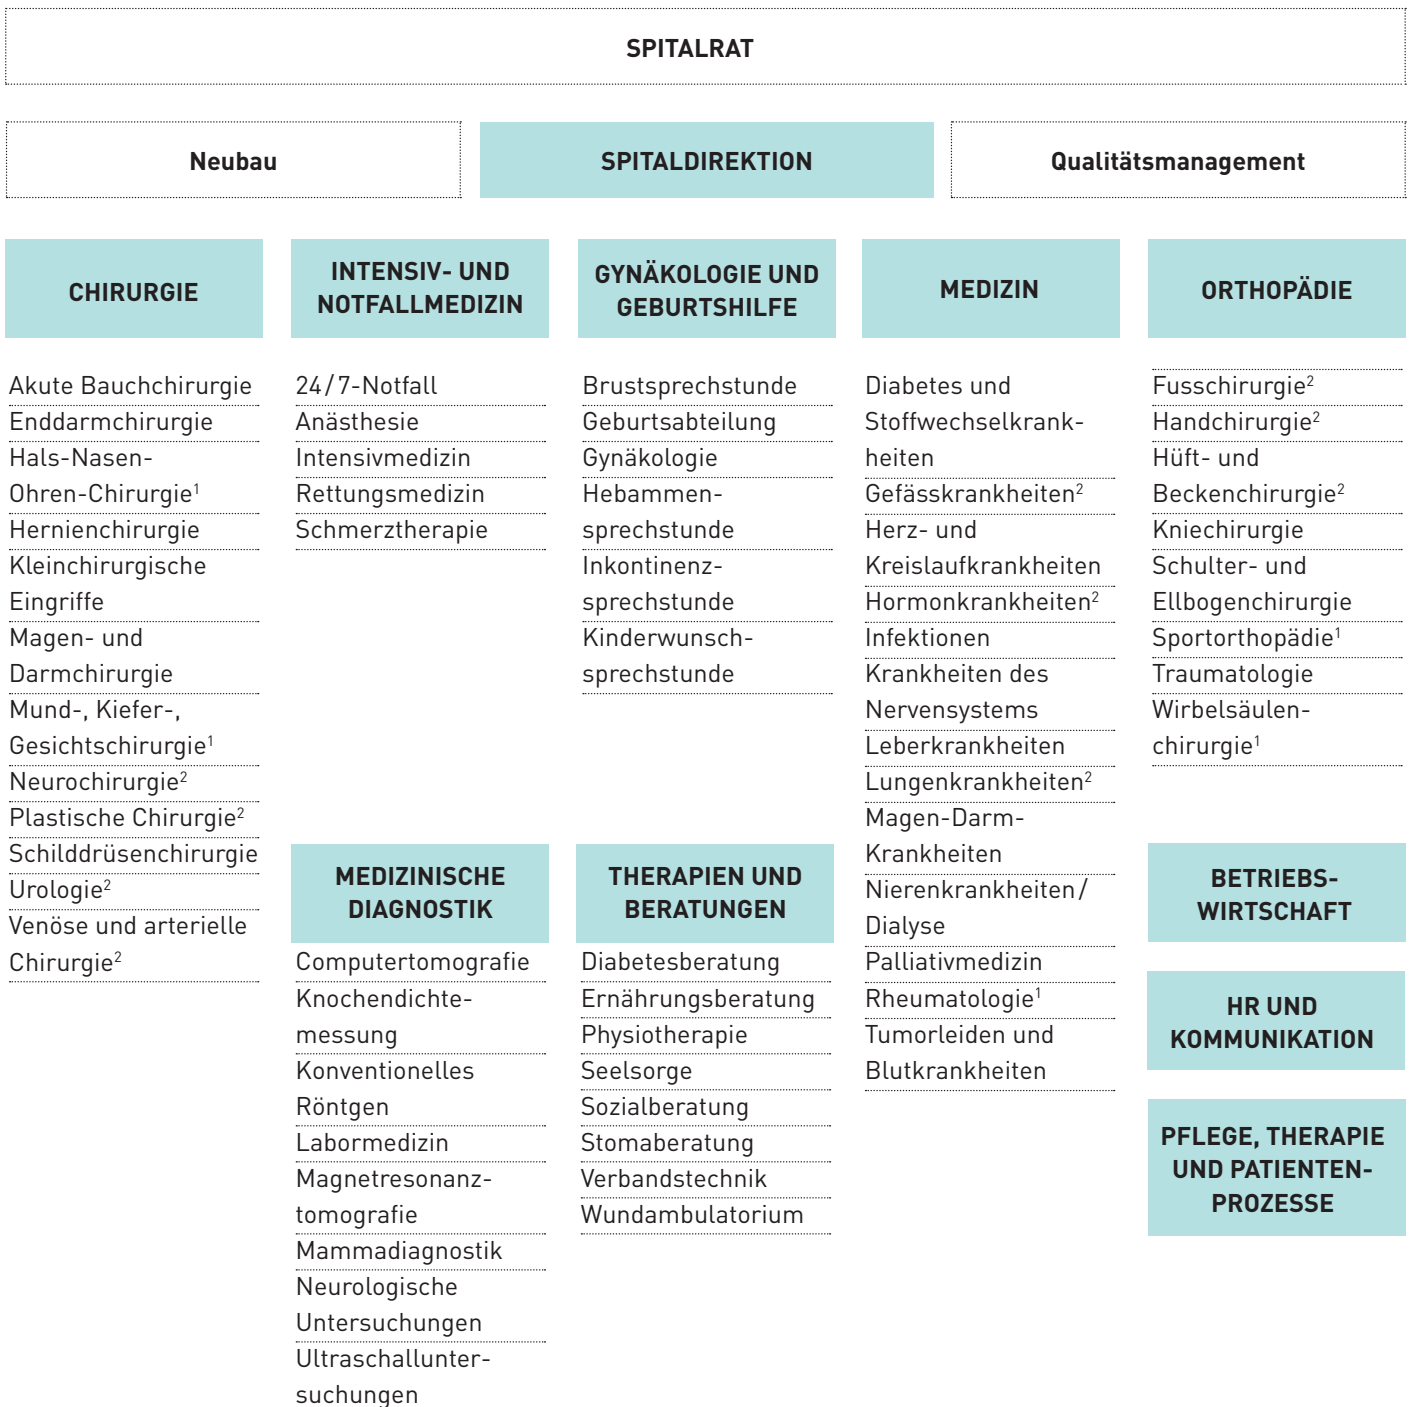 SPITALRAT
Neubau
SPITALDIREKTION
Qualitätsmanagement
CHIRURGIE
Akute Bauchchirurgie
Enddarmchirurgie
Hals-Nasen-
Ohren-Chirurgie¹
Hernienchirurgie
Kleinchirurgische
Eingriffe
Magen- und
Darmchirurgie
Mund-, Kiefer-,
Gesichtschirurgie¹
Neurochirurgie²
Plastische Chirurgie²
Schilddrüsenchirurgie
Urologie²
Venöse und arterielle
Chirurgie²
INTENSIV- UND
NOTFALLMEDIZIN
24/7-Notfall
Anästhesie
Intensivmedizin
Rettungsmedizin
Schmerztherapie
MEDIZINISCHE
DIAGNOSTIK
Computertomografie
Knochendichte-
messung
Konventionelles
Röntgen
Labormedizin
Magnetresonanz-
tomografie
Mammadiagnostik
Neurologische
Untersuchungen
Ultraschallunter-
suchungen
GYNÄKOLOGIE UND
GEBURTSHILFE
Brustsprechstunde
Geburtsabteilung
Gynäkologie
Hebammen-
sprechstunde
Inkontinenz-
sprechstunde
Kinderwunsch-
sprechstunde
THERAPIEN UND
BERATUNGEN
Diabetesberatung
Ernährungsberatung
Physiotherapie
Seelsorge
Sozialberatung
Stomaberatung
Verbandstechnik
Wundambulatorium
MEDIZIN
Diabetes und
Stoffwechselkrank-
heiten
Gefässkrankheiten²
Herz- und
Kreislaufkrankheiten
Hormonkrankheiten²
Infektionen
Krankheiten des
Nervensystems
Leberkrankheiten
Lungenkrankheiten²
Magen-Darm-
Krankheiten
Nierenkrankheiten/
Dialyse
Palliativmedizin
Rheumatologie¹
Tumorleiden und
Blutkrankheiten
ORTHOPÄDIE
Fusschirurgie²
Handchirurgie²
Hüft- und
Beckenchirurgie²
Kniechirurgie
Schulter- und
Ellbogenchirurgie
Sportorthopädie¹
Traumatologie
Wirbelsäulen-
chirurgie¹
BETRIEBS-
WIRTSCHAFT
HR UND
KOMMUNIKATION
PFLEGE, THERAPIE
UND PATIENTEN-
PROZESSE